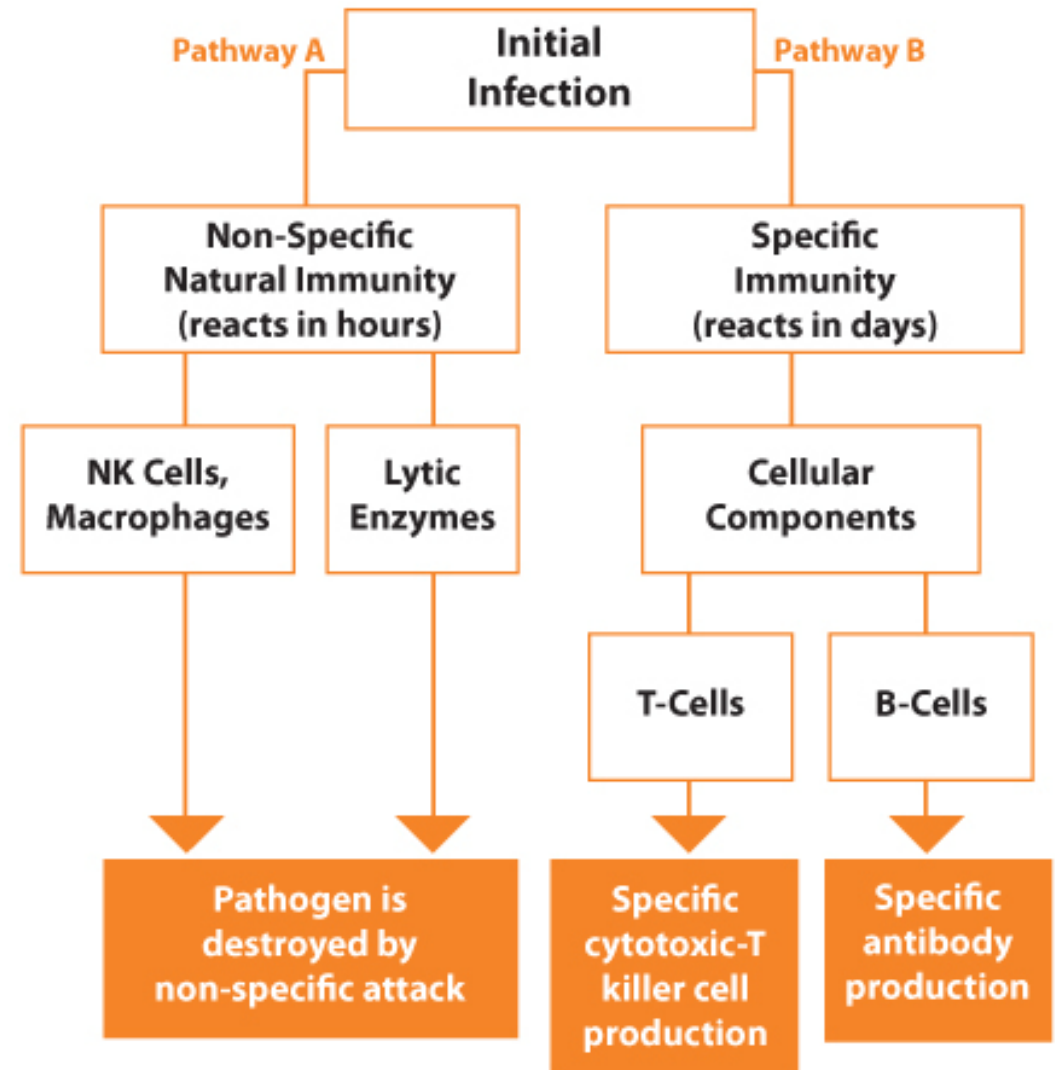 Pathway A
Initial
Infection
Pathway B
Non-Specific
Natural Immunity
(reacts in hours)
Specific
Immunity
(reacts in days)
NK Cells,
Macrophages
Lytic
Enzymes
Cellular
Components
T-Cells
B-Cells
Pathogen is
destroyed by
non-specific attack
Specific
cytotoxic-T
killer cell
production
Specific
antibody
production